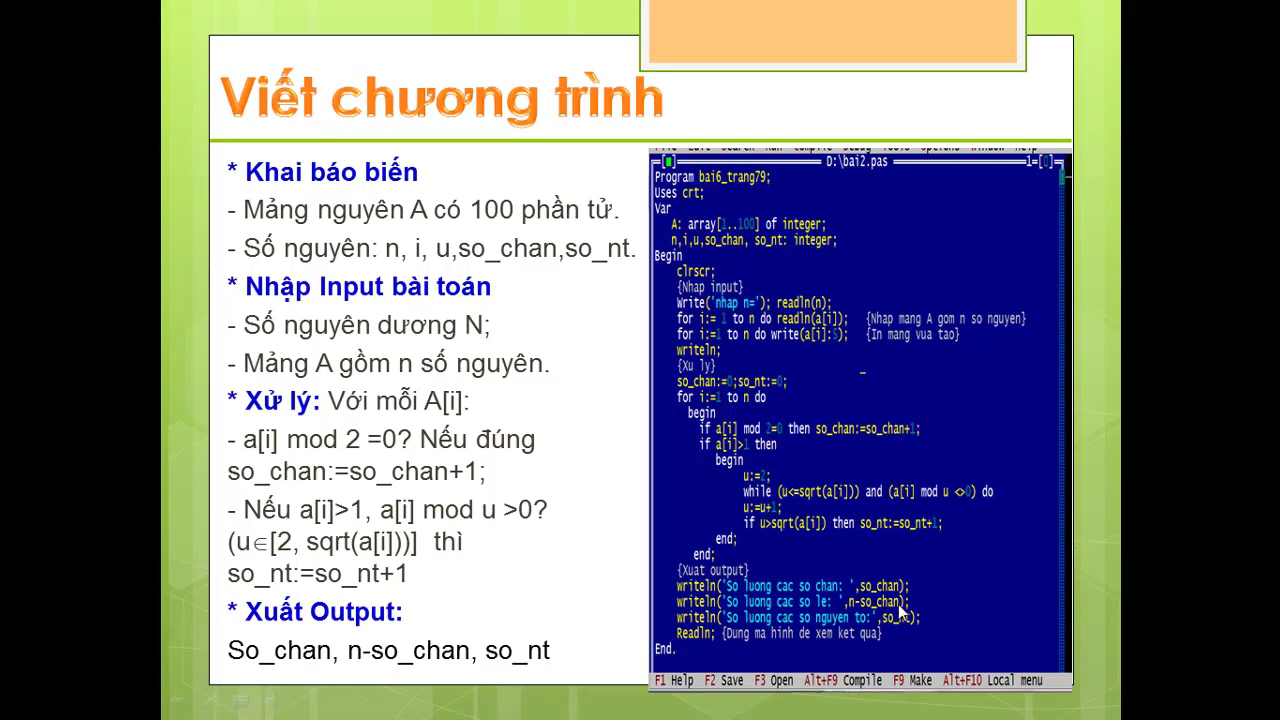 Viết chương trình
* Khai báo biến
- Mảng nguyên A có 100 phần tử.
- Số nguyên: n, i, u,so_chan,so_nt.
* Nhập Input bài toán
- Số nguyên dương N;
- Mảng A gồm n số nguyên.
* Xử lý: Với mỗi A[i]:
- a[i] mod 2 =0? Nếu đúng
so_chan:=so_chan+1;
- Nếu a[i]>1, a[i] mod u >0?
(u∈[2, sqrt(a[i]))] thì
so_nt:=so_nt+1
* Xuất Output:
So_chan, n-so_chan, so_nt
D:\bai2.pas
Program bai6_trang79;
Uses crt;
Var
A: array[1..100] of integer;
n,i,u,so_chan, so_nt: integer;
Begin
clrscr;
{Nhap input}
Write('nhap n='); readln(n);
for i:= 1 to n do readln(a[i]); {Nhap mang A gom n so nguyen}
for i:=1 to n do write(a[i]:5); {In mang vua tao}
writeln;
{Xu ly}
so_chan:=0;so_nt:=0;
for i:=1 to n do
begin
if a[i] mod 2=0 then so_chan:=so_chan+1;
if a[i]>1 then
begin
u:=2;
while (u<=sqrt(a[i])) and (a[i] mod u <>0) do
u:=u+1;
if u>sqrt(a[i]) then so_nt:=so_nt+1;
end;
end;
{Xuat output}
writeln('So luong cac so chan: ',so_chan);
writeln('So luong cac so le: ',n-so_chan);
writeln('So luong cac so nguyen to:',so_nt);
Readln; {Dung ma hinh de xem ket qua}
End.
F1 Help F2 Save F3 Open Alt+F9 Compile F9 Make Alt+F10 Local menu